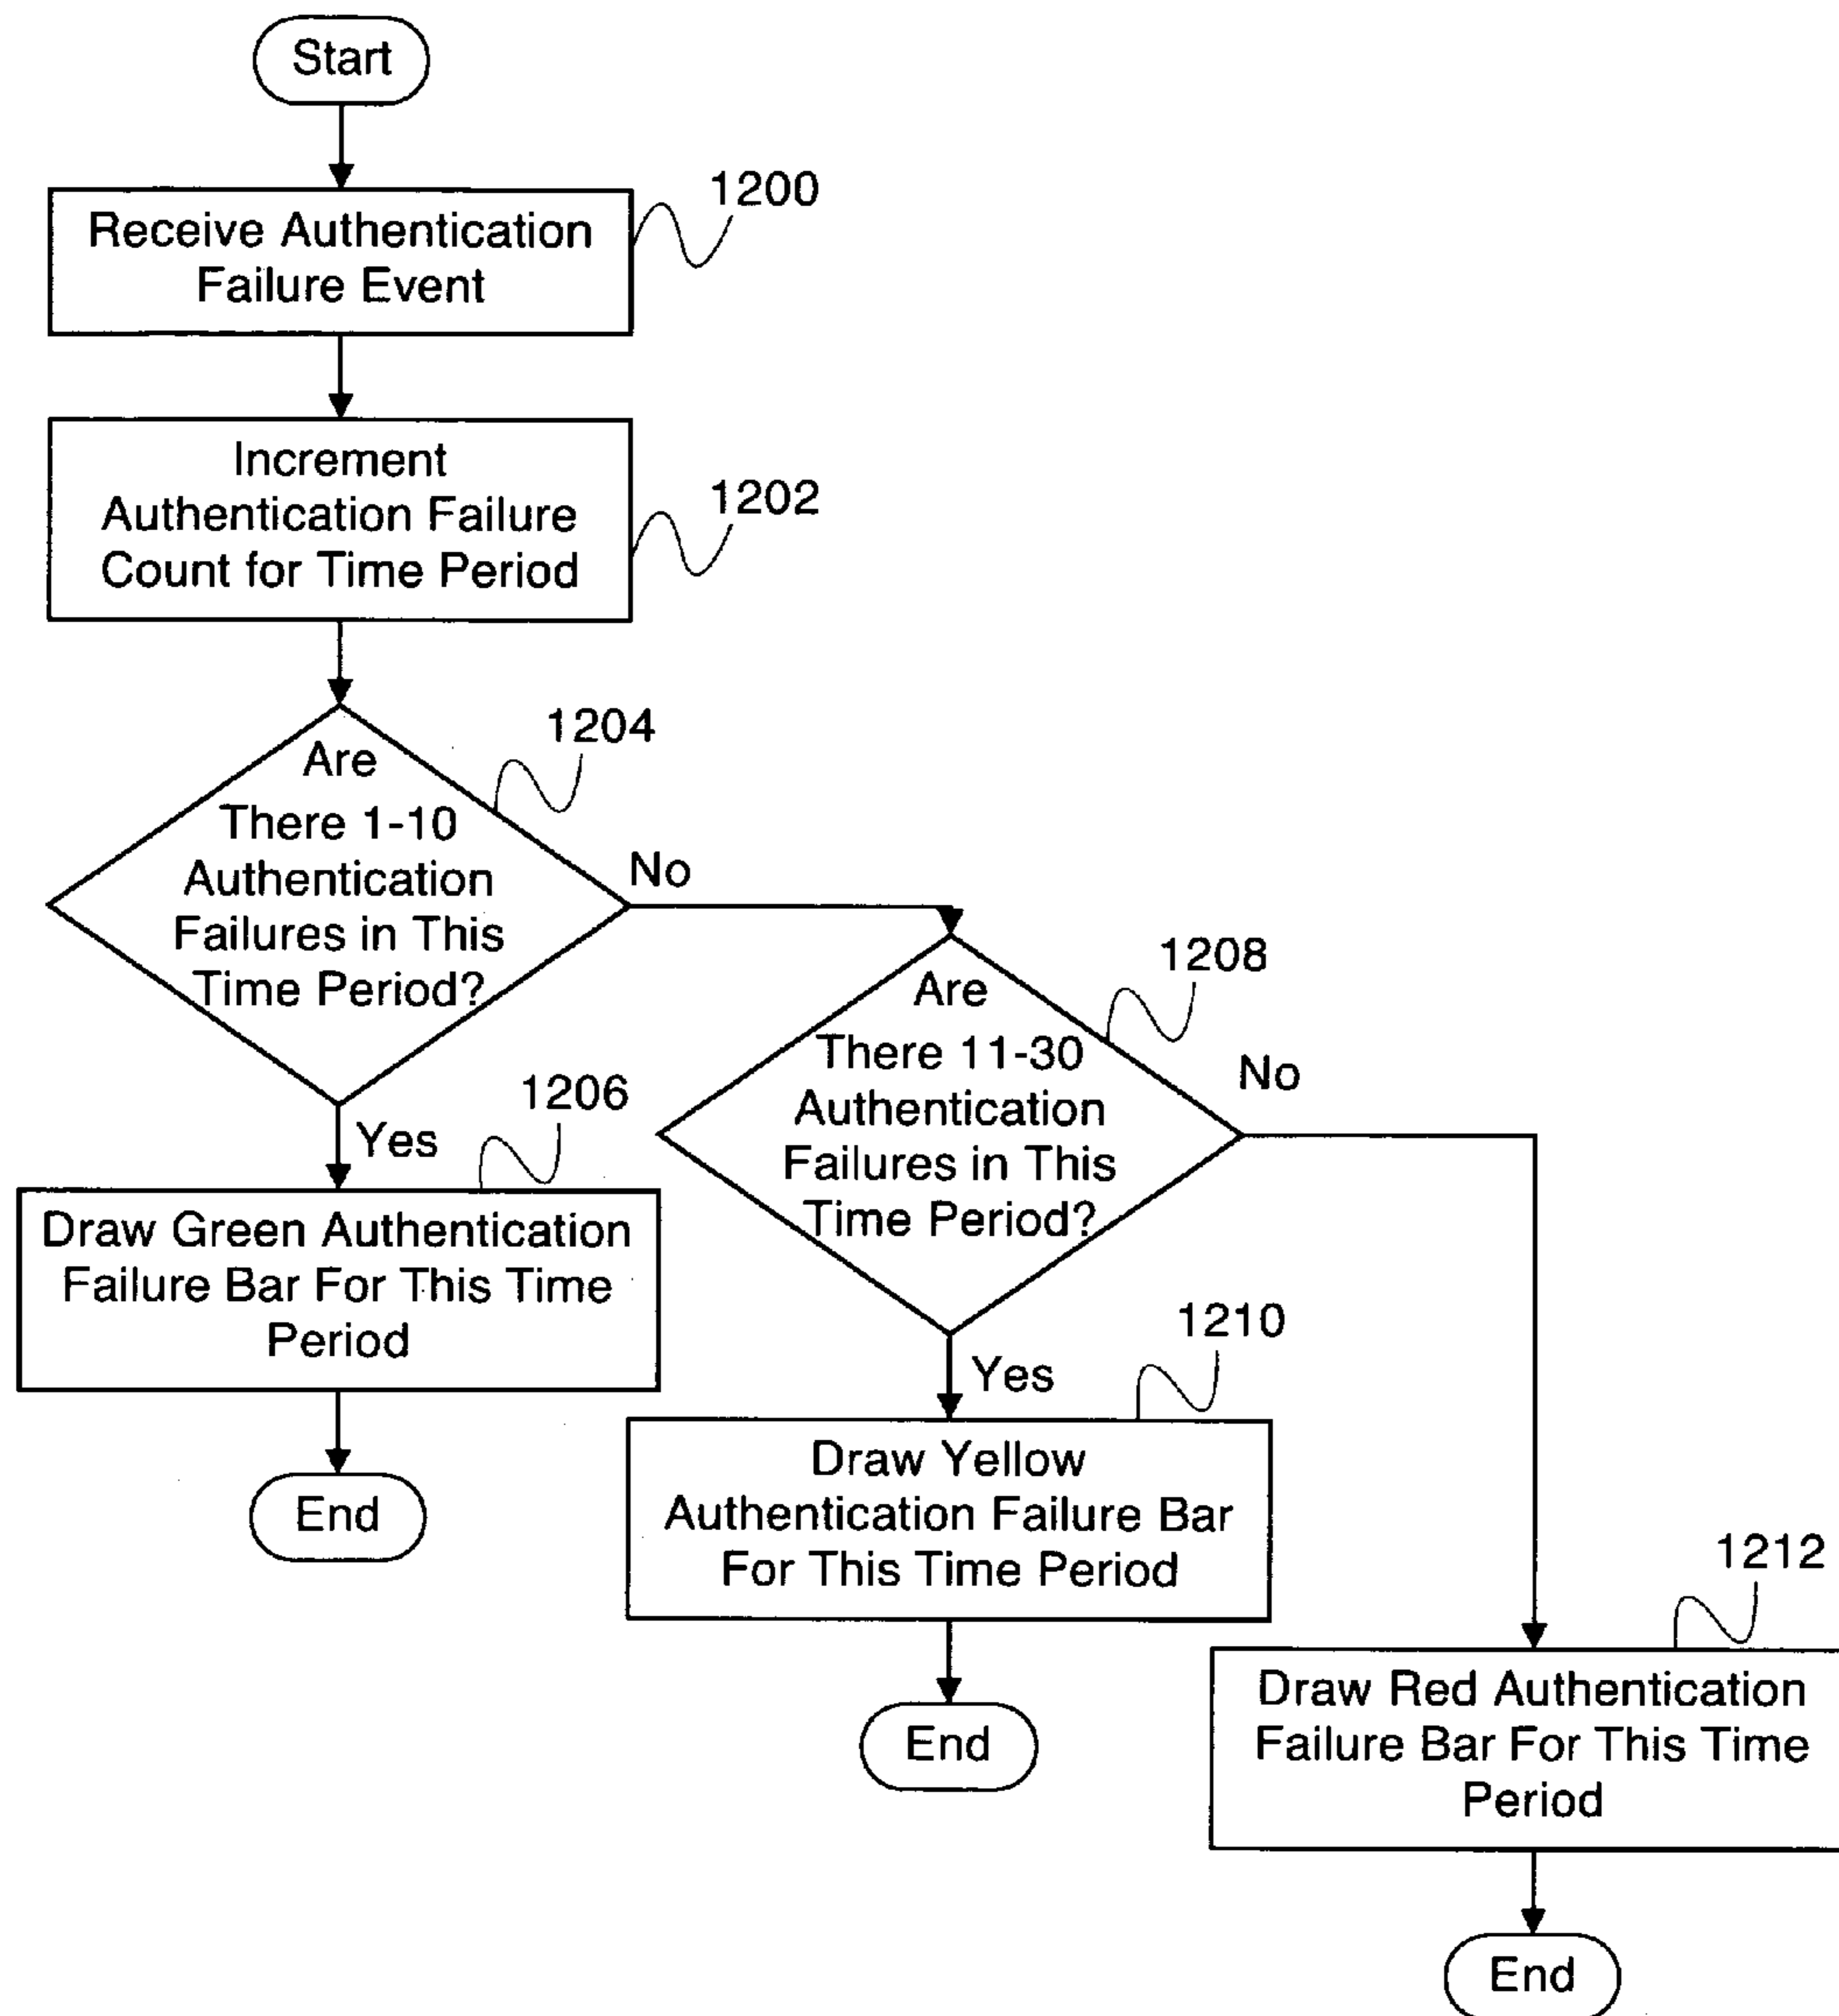 Start
1200
Receive Authentication
Failure Event
Increment
Authentication Failure
Count for Time Period
1202
1204
Are
There 1-10
Authentication
Failures in This
Time Period?
No
1208
Are
There 11-30
Authentication
Failures in This
Time Period?
No
1206
Yes
Draw Green Authentication
Failure Bar For This Time
Period
End
1210
Yes
Draw Yellow
Authentication Failure Bar
For This Time Period
End
1212
Draw Red Authentication
Failure Bar For This Time
Period
End